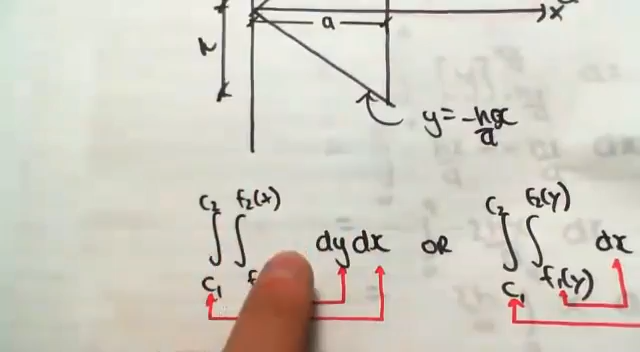 x
a
h
y = -hx/a
c₂ f₂(x) c₂ f₂(y)
∫∫ dy dx OR ∫∫ dx
c₁ f c₁ f₁(y)